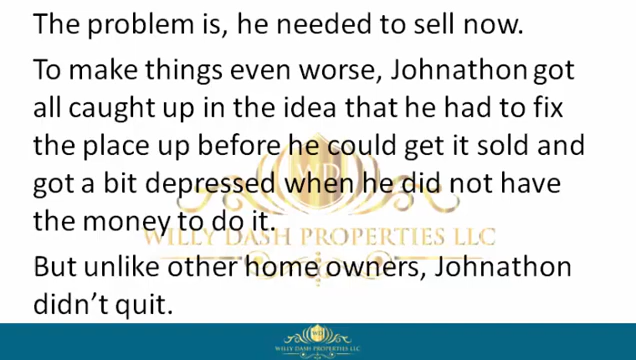 The problem is, he needed to sell now.
To make things even worse, Johnathon got
all caught up in the idea that he had to fix
the place up before he could get it sold and
got a bit depressed when he did not have
the money to do it.
WILLY DASH PROPERTIES LLC
But unlike other home owners, Johnathon
didn't quit.
WILLY DASH PROPERTIES LLC